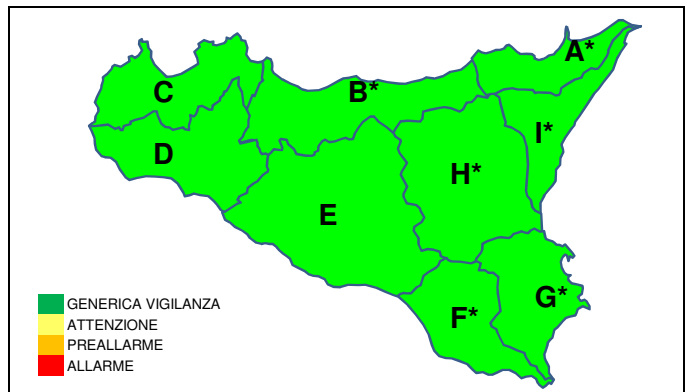 A*
C
B*
I*
D
H*
E
G*
F*
GENERICA VIGILANZA
ATTENZIONE
PREALLARME
ALLARME